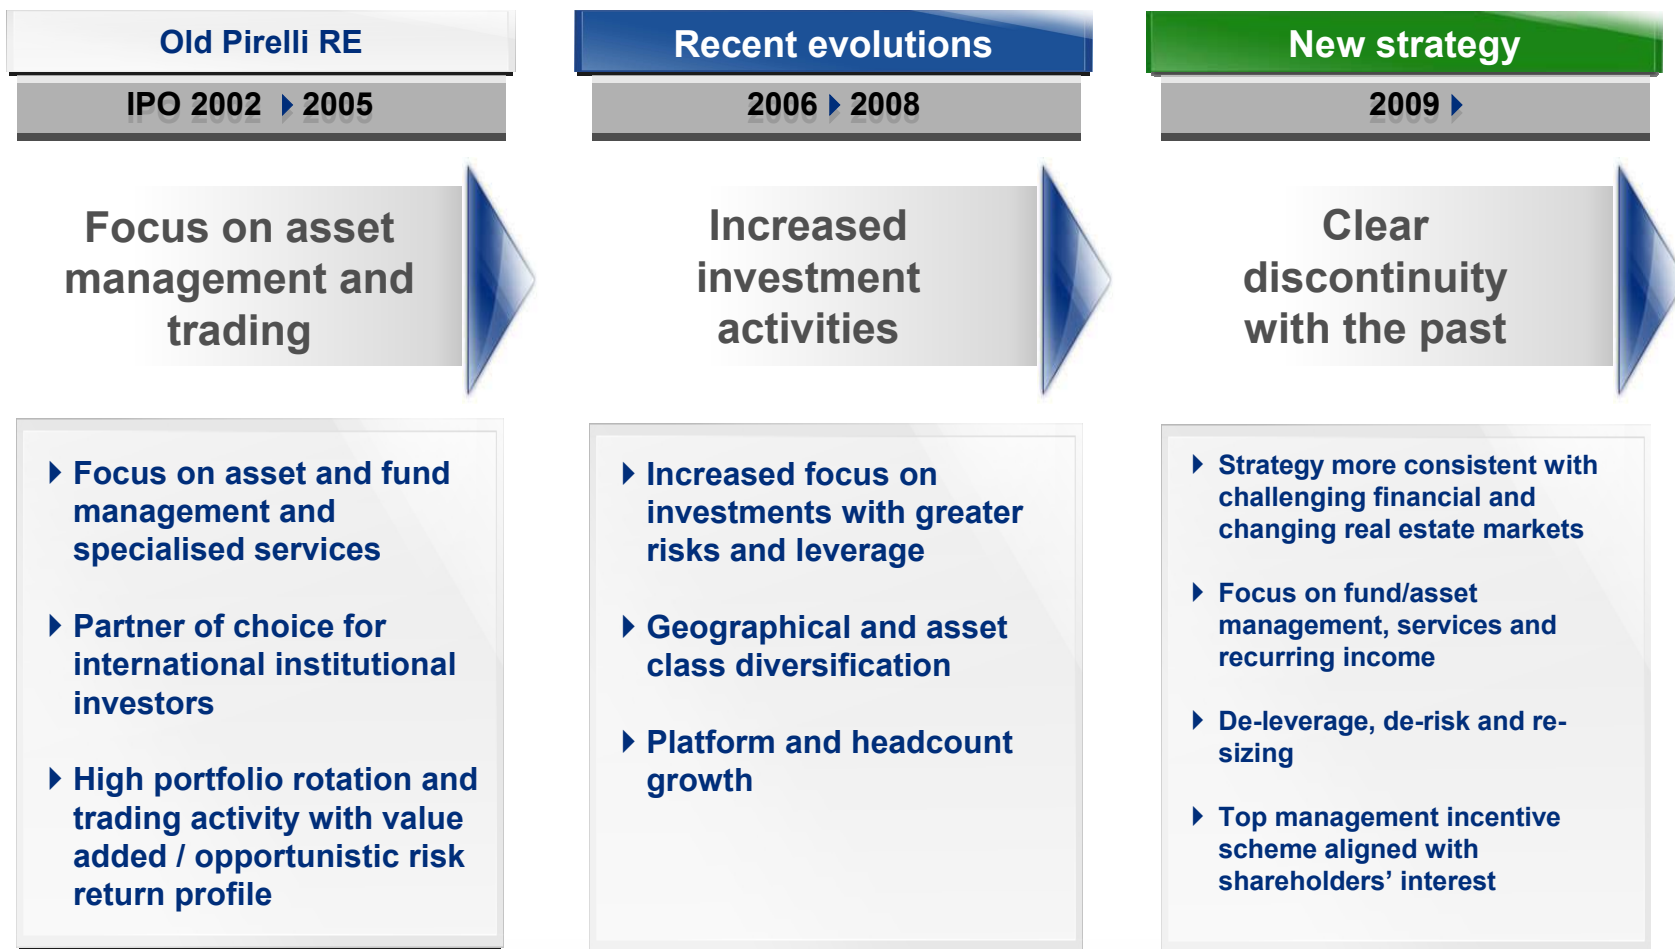 Old Pirelli RE
IPO 2002 2005
Focus on asset
management and
trading
Focus on asset and fund
management and
specialised services
Partner of choice for
international institutional
investors
High portfolio rotation and
trading activity with value
added / opportunistic risk
return profile
Recent evolutions
2006 2008
Increased
investment
activities
Increased focus on
investments with greater
risks and leverage
Geographical and asset
class diversification
Platform and headcount
growth
New strategy
2009
Clear
discontinuity
with the past
Strategy more consistent with
challenging financial and
changing real estate markets
Focus on fund/asset
management, services and
recurring income
De-leverage, de-risk and re-
sizing
Top management incentive
scheme aligned with
shareholders’ interest